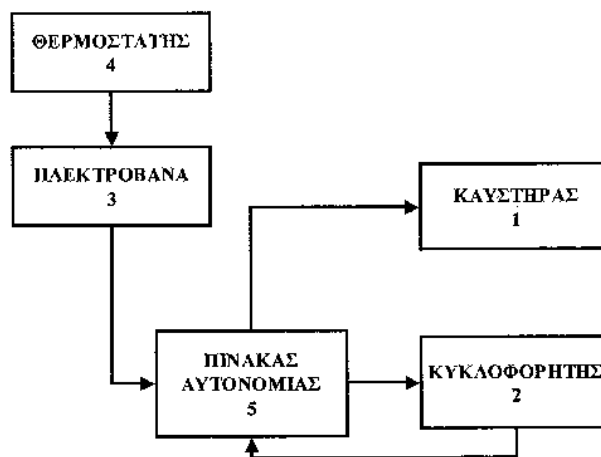 ΘΕΡΜΟΣΤΑΤΗΣ
4
ΗΛΕΚΤΡΟΒΑΝΑ
3
ΚΑΥΣΤΗΡΑΣ
1
ΠΙΝΑΚΑΣ
ΑΥΤΟΝΟΜΙΑΣ
5
ΚΥΚΛΟΦΟΡΗΤΗΣ
2